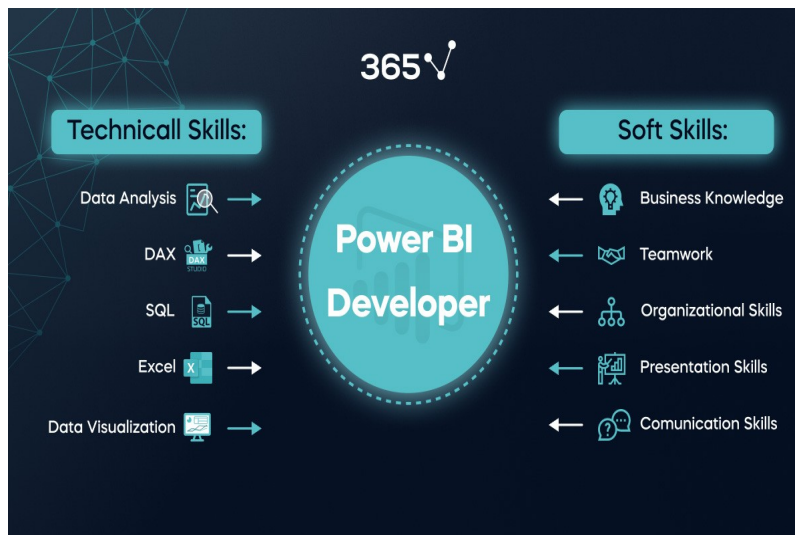 365
Technicall Skills:
Soft Skills:
Data Analysis
DAX
DAX
STUDIO
SQL
SQL
Excel
X
Data Visualization
Power BI
Developer
Business Knowledge
Teamwork
Organizational Skills
Presentation Skills
Comunication Skills